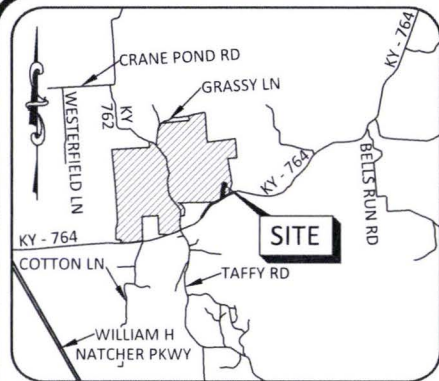 CRANE POND RD
GRASSY LN
KY - 764
WESTERFIELD LN
KY
762
KY - 764
BELLS RUN RD
SITE
KY - 764
COTTON LN
TAFFY RD
WILLIAM H
NATCHER PKWY